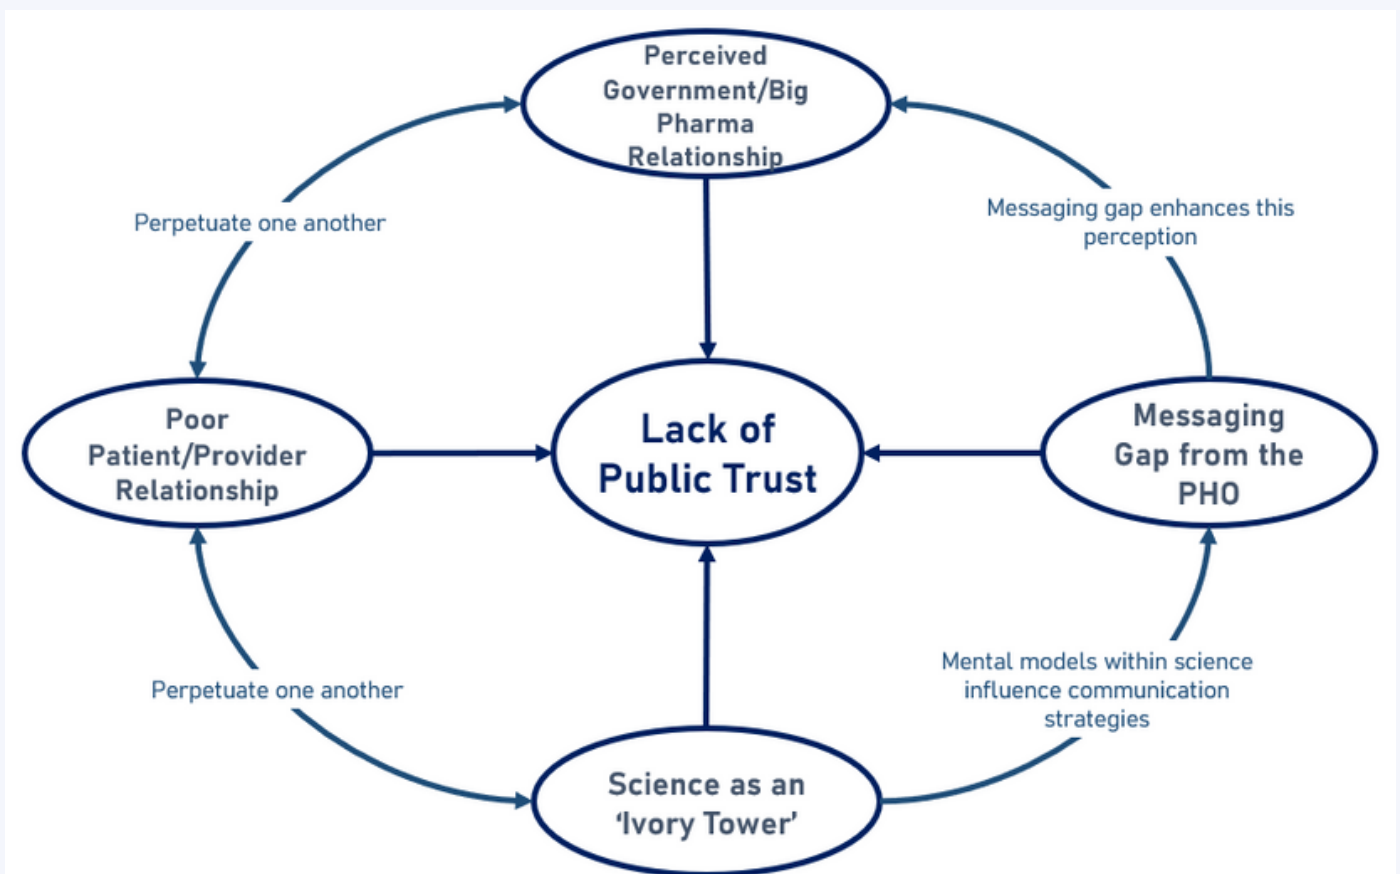 Perceived
Government/Big
Pharma
Relationship
Perpetuate one another
Messaging gap enhances this
perception
Poor
Patient/Provider
Relationship
Lack of
Public Trust
Messaging
Gap from the
PHO
Perpetuate one another
Mental models within science
influence communication
strategies
Science as an
‘Ivory Tower’